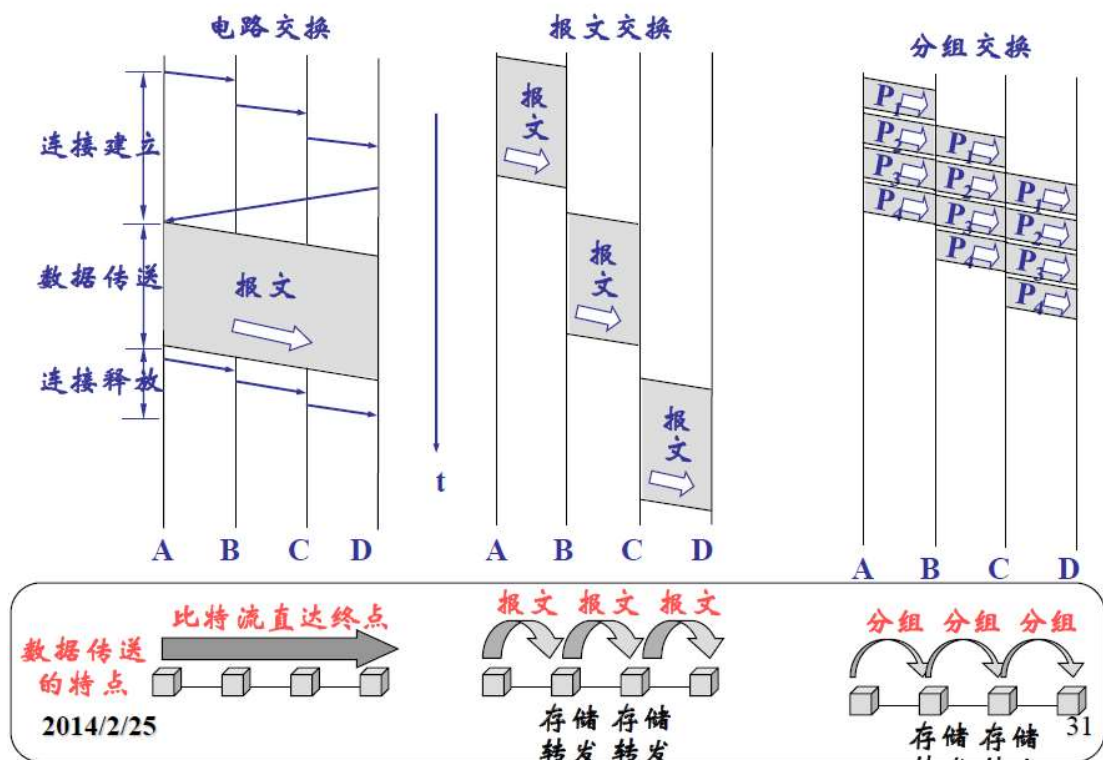 电路交换
报文交换
分组交换
连接建立
数据传送
连接释放
报文
t
A B C D
报文
报文
报文
A B C D
P1
P2 P1
P3 P2 P1
P4 P3 P2
P4 P3
P4
A B C D
数据传送
的特点
比特流直达终点
报文 报文 报文
存储 存储
转发 转发
分组 分组 分组
存储 存储
2014/2/25
31